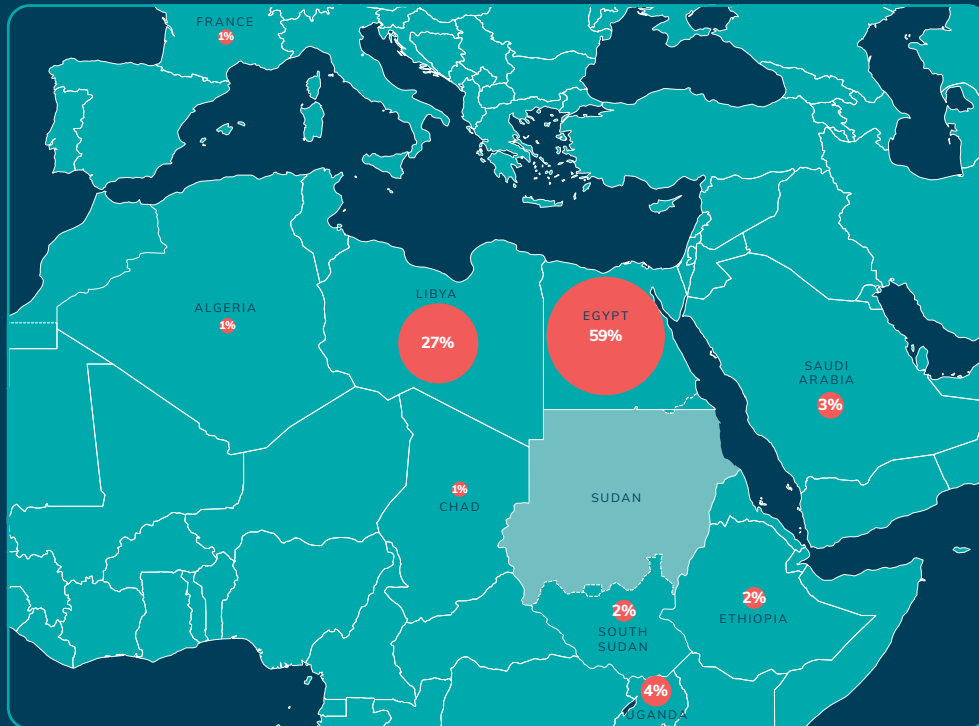 FRANCE
1%
ALGERIA
1%
LIBYA
27%
EGYPT
59%
SAUDI
ARABIA
3%
1%
CHAD
SUDAN
2%
SOUTH
SUDAN
2%
ETHIOPIA
4%
UGANDA